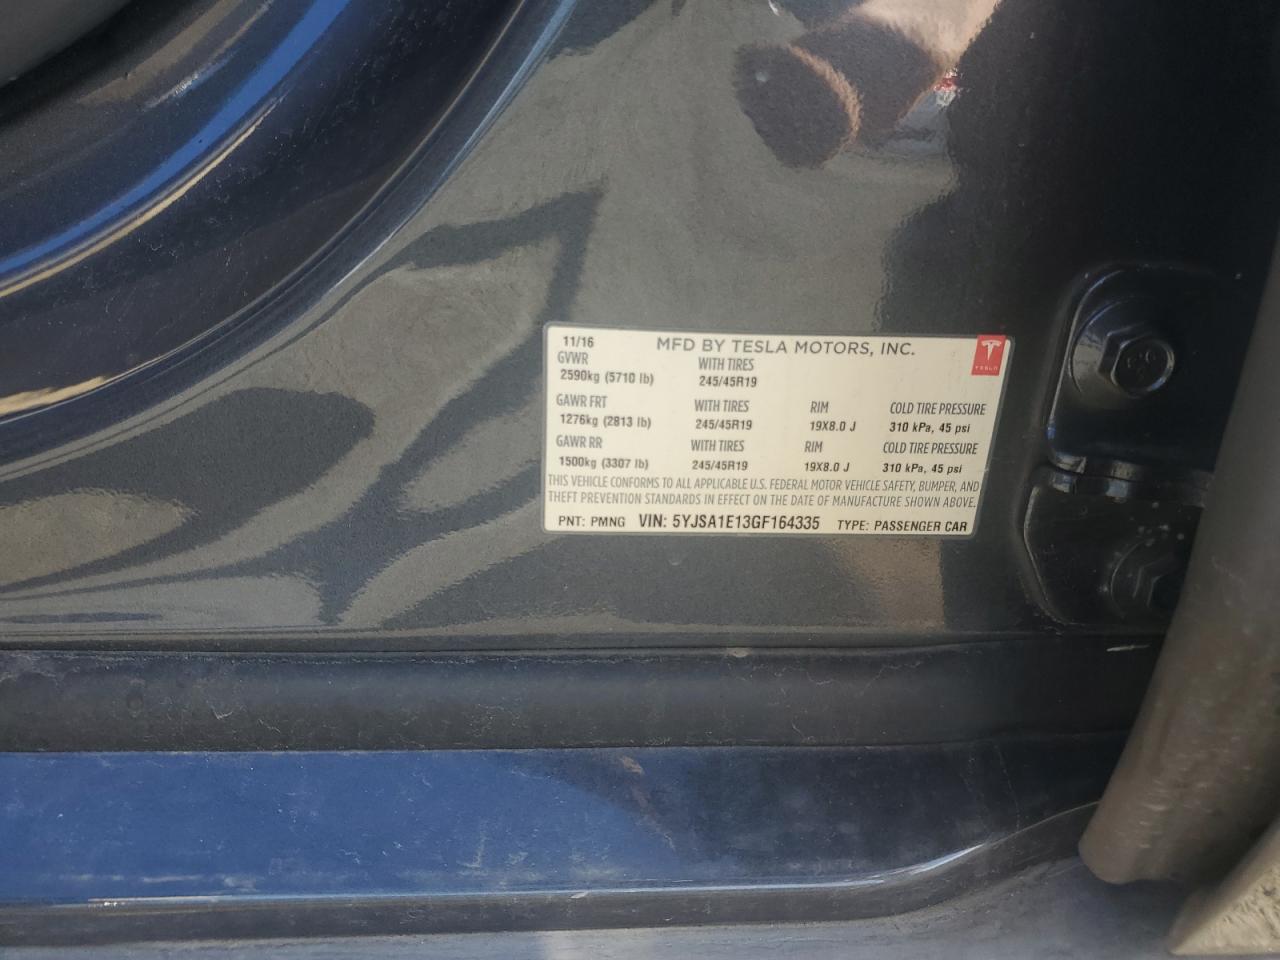 11/16 MFD BY TESLA MOTORS, INC.
TESLA
GVWR WITH TIRES
2590kg (5710 lb) 245/45R19
GAWR FRT WITH TIRES RIM COLD TIRE PRESSURE
1276kg (2813 lb) 245/45R19 19X8.0 J 310 kPa, 45 psi
GAWR RR WITH TIRES RIM COLD TIRE PRESSURE
1500kg (3307 lb) 245/45R19 19X8.0 J 310 kPa, 45 psi
THIS VEHICLE CONFORMS TO ALL APPLICABLE U.S. FEDERAL MOTOR VEHICLE SAFETY, BUMPER, AND
THEFT PREVENTION STANDARDS IN EFFECT ON THE DATE OF MANUFACTURE SHOWN ABOVE.
PNT: PMNG VIN: 5YJSA1E13GF164335 TYPE: PASSENGER CAR